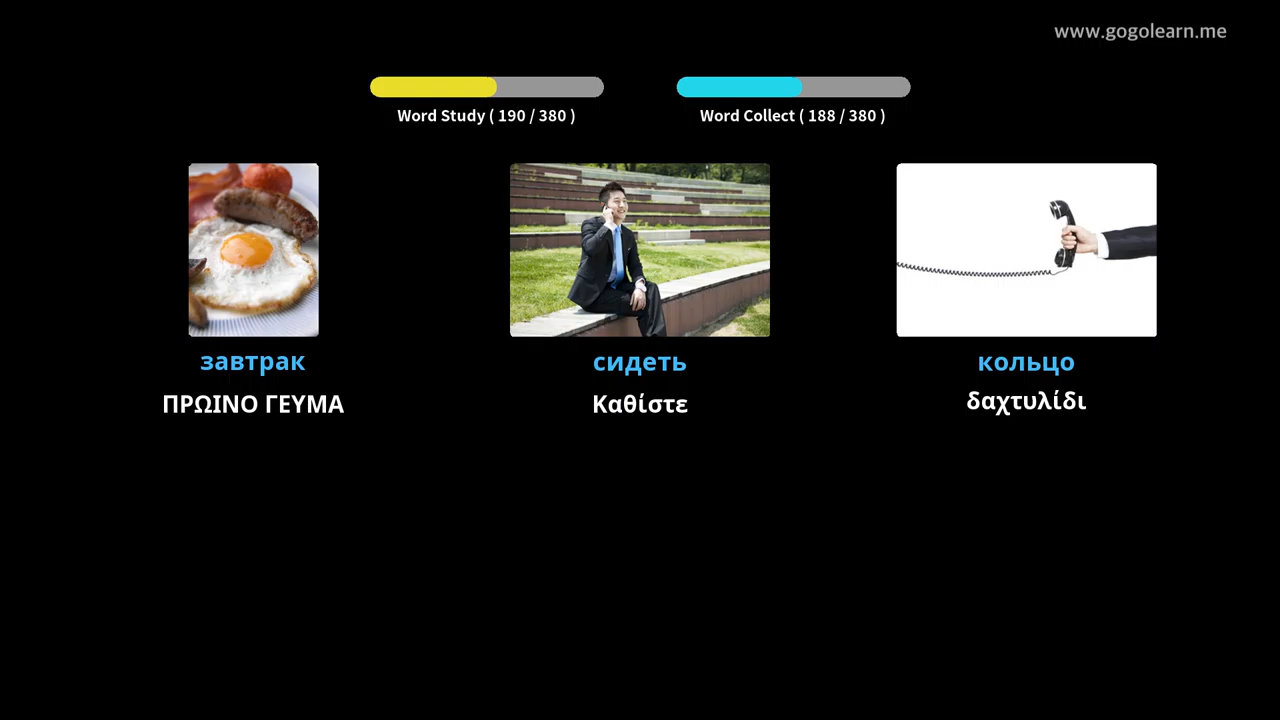 www.gogolearn.me
Word Study ( 190 / 380 )
Word Collect ( 188 / 380 )
завтрак
сидеть
кольцо
ΠΡΩΙΝΟ ΓΕΥΜΑ
Καθίστε
δαχτυλίδι